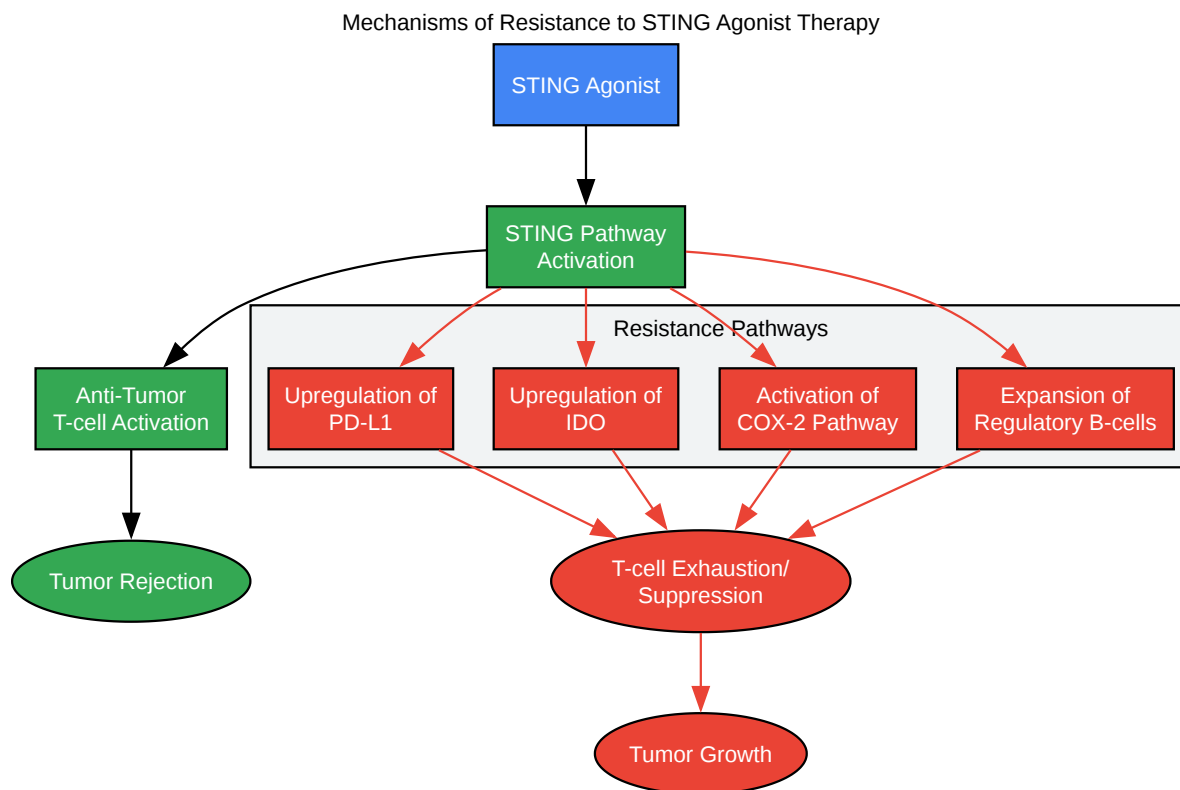 Mechanisms of Resistance to STING Agonist Therapy
STING Agonist
STING Pathway
Activation
Resistance Pathways
Anti-Tumor
T-cell Activation
Upregulation of
PD-L1
Upregulation of
IDO
Activation of
COX-2 Pathway
Expansion of
Regulatory B-cells
Tumor Rejection
T-cell Exhaustion/
Suppression
Tumor Growth